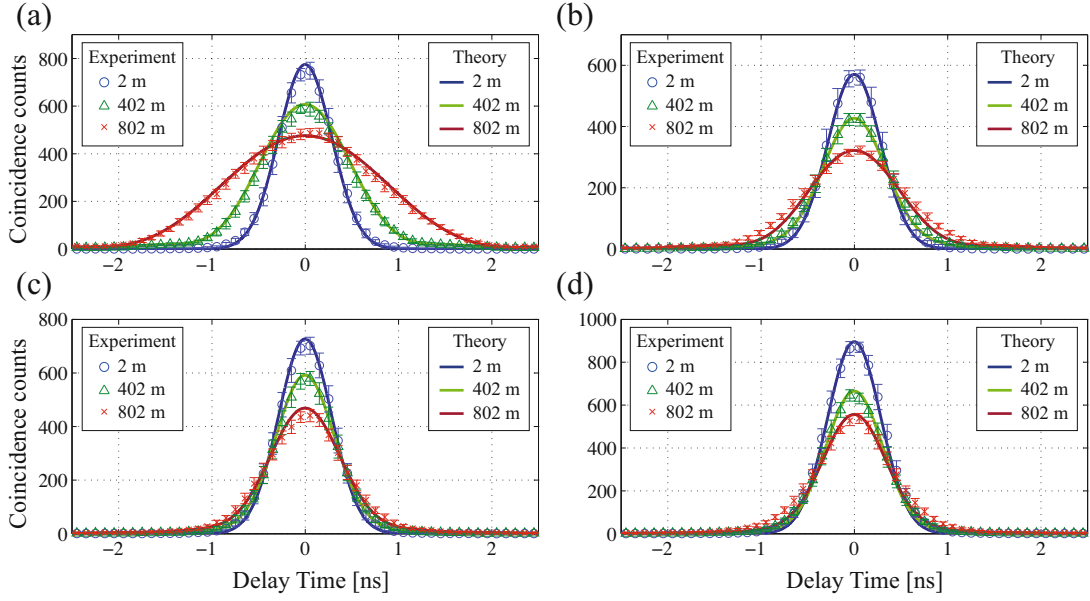 (a)
Coincidence counts
800
600
400
200
0
−2
−1
0
1
2
Experiment
2 m
402 m
802 m
Theory
2 m
402 m
802 m
(b)
600
400
200
0
−2
−1
0
1
2
Experiment
2 m
402 m
802 m
Theory
2 m
402 m
802 m
(c)
Coincidence counts
800
600
400
200
0
−2
−1
0
1
2
Delay Time [ns]
Experiment
2 m
402 m
802 m
Theory
2 m
402 m
802 m
(d)
1000
800
600
400
200
0
−2
−1
0
1
2
Delay Time [ns]
Experiment
2 m
402 m
802 m
Theory
2 m
402 m
802 m